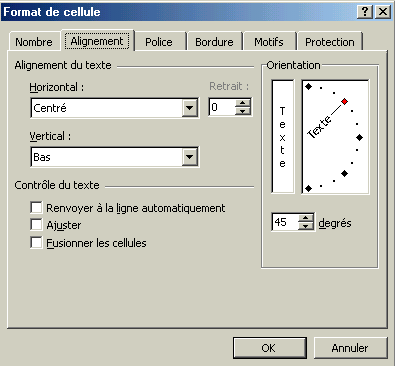 Format de cellule
Nombre Alignement Police Bordure Motifs Protection
Alignement du texte
Horizontal :
Retrait :
Centré
0
Vertical :
Bas
Contrôle du texte
Renvoyer à la ligne automatiquement
Ajuster
Fusionner les cellules
Orientation
Texte
Texte
45 degrés
OK
Annuler